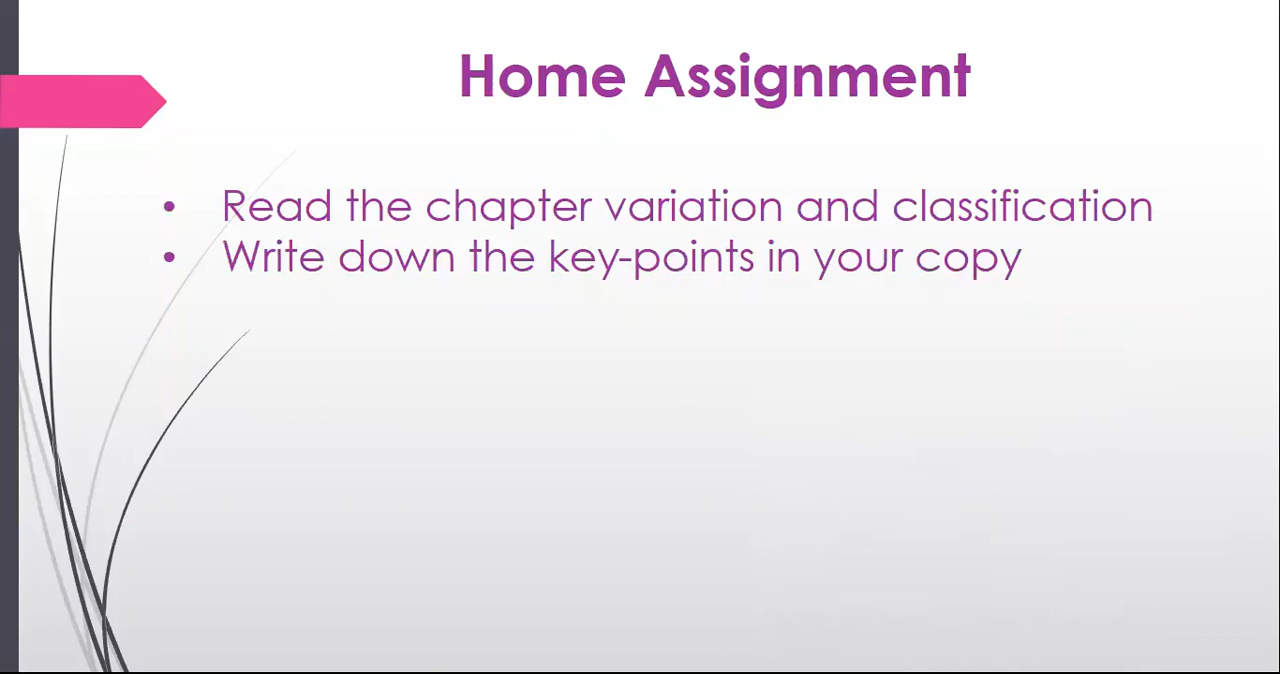 Home Assignment
• Read the chapter variation and classification
• Write down the key-points in your copy